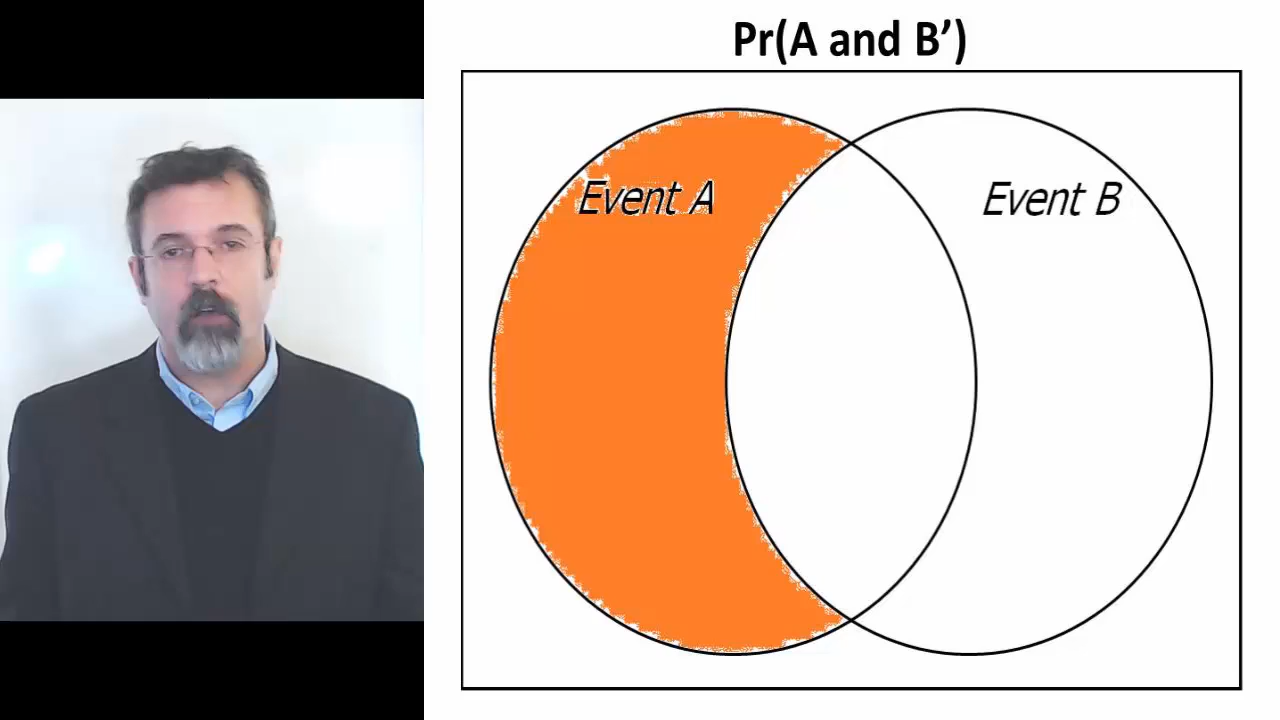 Pr(A and B’)
Event A
Event B